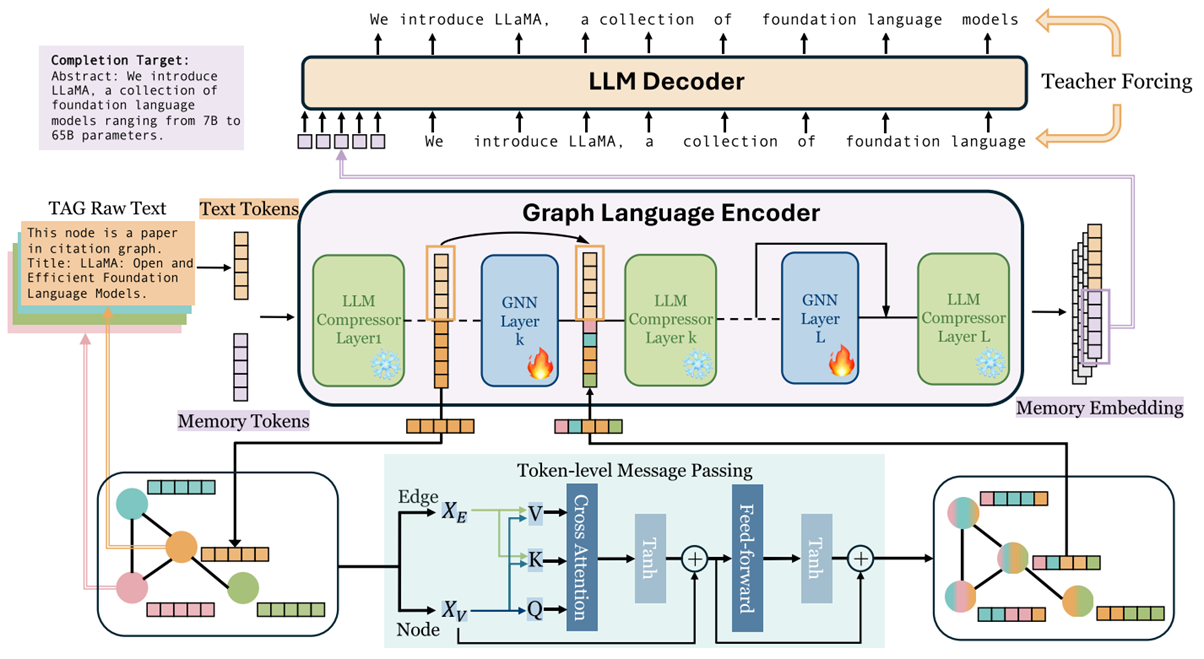 We introduce LLaMA, a collection of foundation language models
LLM Decoder
Teacher Forcing
We introduce LLaMA, a collection of foundation language
Completion Target:
Abstract: We introduce
LLaMA, a collection of
foundation language
models ranging from 7B to
65B parameters.
TAG Raw Text
This node is a paper
in citation graph.
Title: LLaMA: Open and
Efficient Foundation
Language Models.
Text Tokens
Memory Tokens
Graph Language Encoder
LLM
Compressor
Layer1
GNN
Layer
k
LLM
Compressor
Layer k
GNN
Layer
L
LLM
Compressor
Layer L
Memory Embedding
Token-level Message Passing
Edge
X_E
Node
X_V
V
K
Q
Cross Attention
Tanh
+
Feed-forward
Tanh
+